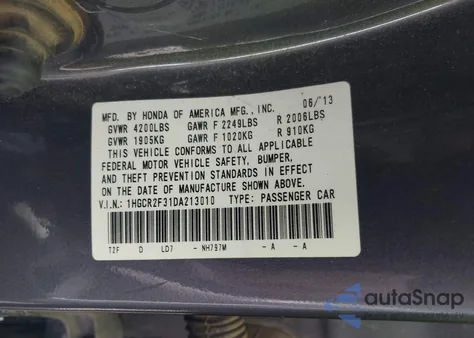 MFD. BY HONDA OF AMERICA MFG., INC. 06/'13
GVWR 4200LBS GAWR F 2249LBS R 2006LBS
GVWR 1905KG GAWR F 1020KG R 910KG
THIS VEHICLE CONFORMS TO ALL APPLICABLE
FEDERAL MOTOR VEHICLE SAFETY, BUMPER,
AND THEFT PREVENTION STANDARDS IN EFFECT
ON THE DATE OF MANUFACTURE SHOWN ABOVE.
V.I.N.: 1HGCR2F31DA213010 TYPE: PASSENGER CAR
T2F D LD7 - NH797M - A - A
autoSnap